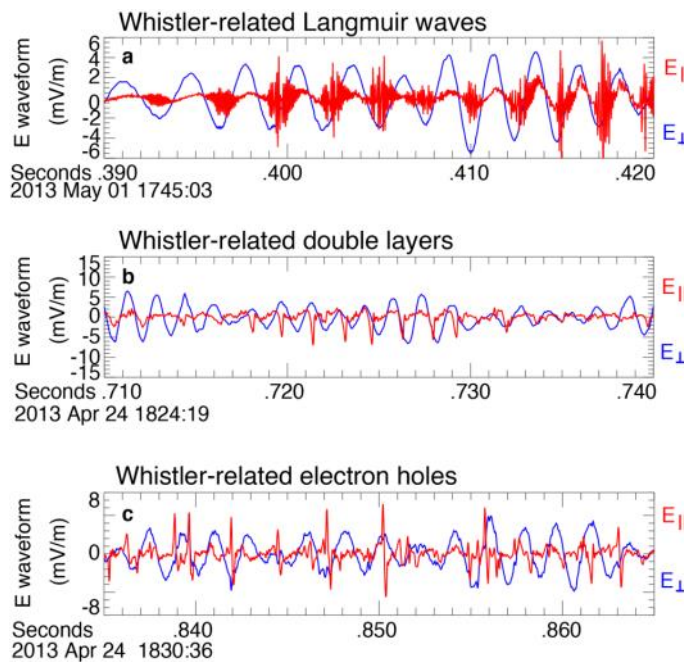 Whistler-related Langmuir waves
a
E waveform
(mV/m)
6
4
2
0
-2
-4
-6
E||
E⊥
Seconds .390 .400 .410 .420
2013 May 01 1745:03
Whistler-related double layers
b
E waveform
(mV/m)
15
10
5
0
-5
-10
-15
E||
E⊥
Seconds .710 .720 .730 .740
2013 Apr 24 1824:19
Whistler-related electron holes
c
E waveform
(mV/m)
8
0
-8
E||
E⊥
Seconds .840 .850 .860
2013 Apr 24 1830:36